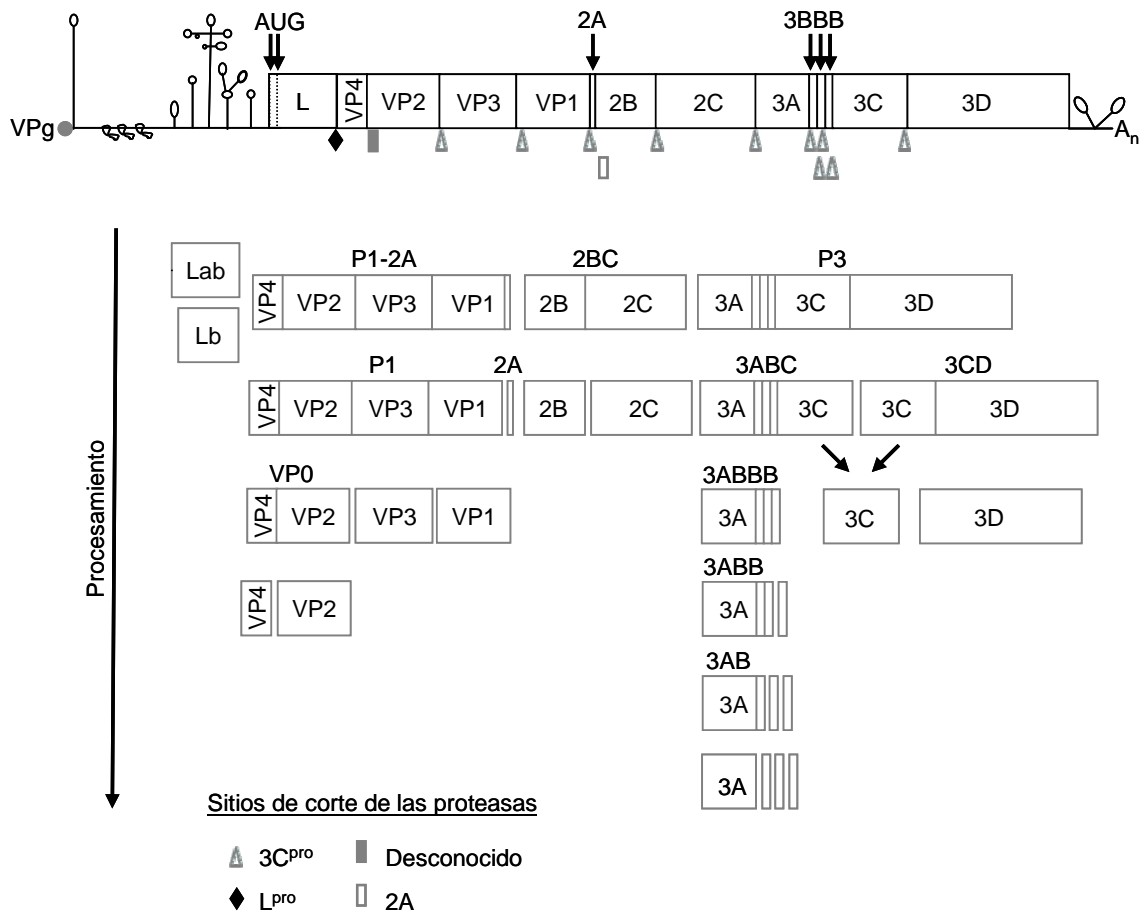 AUG 2A 3BBB
L VP4 VP2 VP3 VP1 2B 2C 3A 3C 3D
VPg An
P1-2A 2BC P3
Lab
VP4 VP2 VP3 VP1 2B 2C 3A 3C 3D
Lb
P1 2A 3ABC 3CD
VP4 VP2 VP3 VP1 2B 2C 3A 3C 3C 3D
VP0 3ABBB
VP4 VP2 VP3 VP1 3A 3C 3D
3ABB
VP4 VP2 3A
3AB
3A
3A
Procesamiento
Sitios de corte de las proteasas
3Cpro Desconocido
Lpro 2A